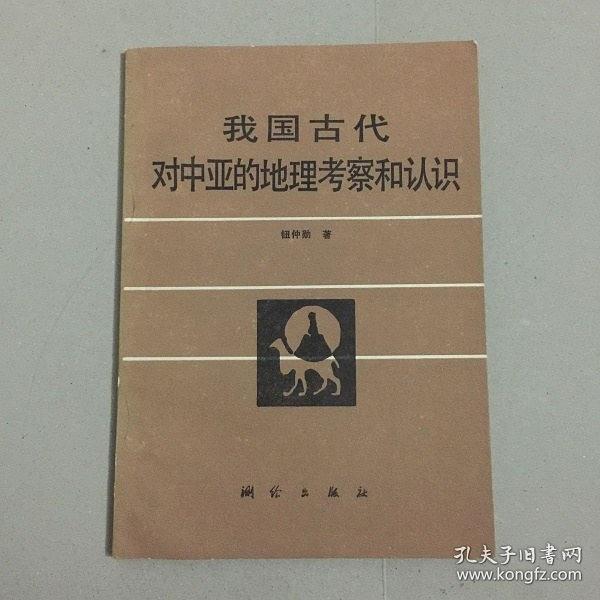 我国古代
对中亚的地理考察和认识
钮仲勋 著
测绘出版社
孔夫子旧书网
www.kongfz.com